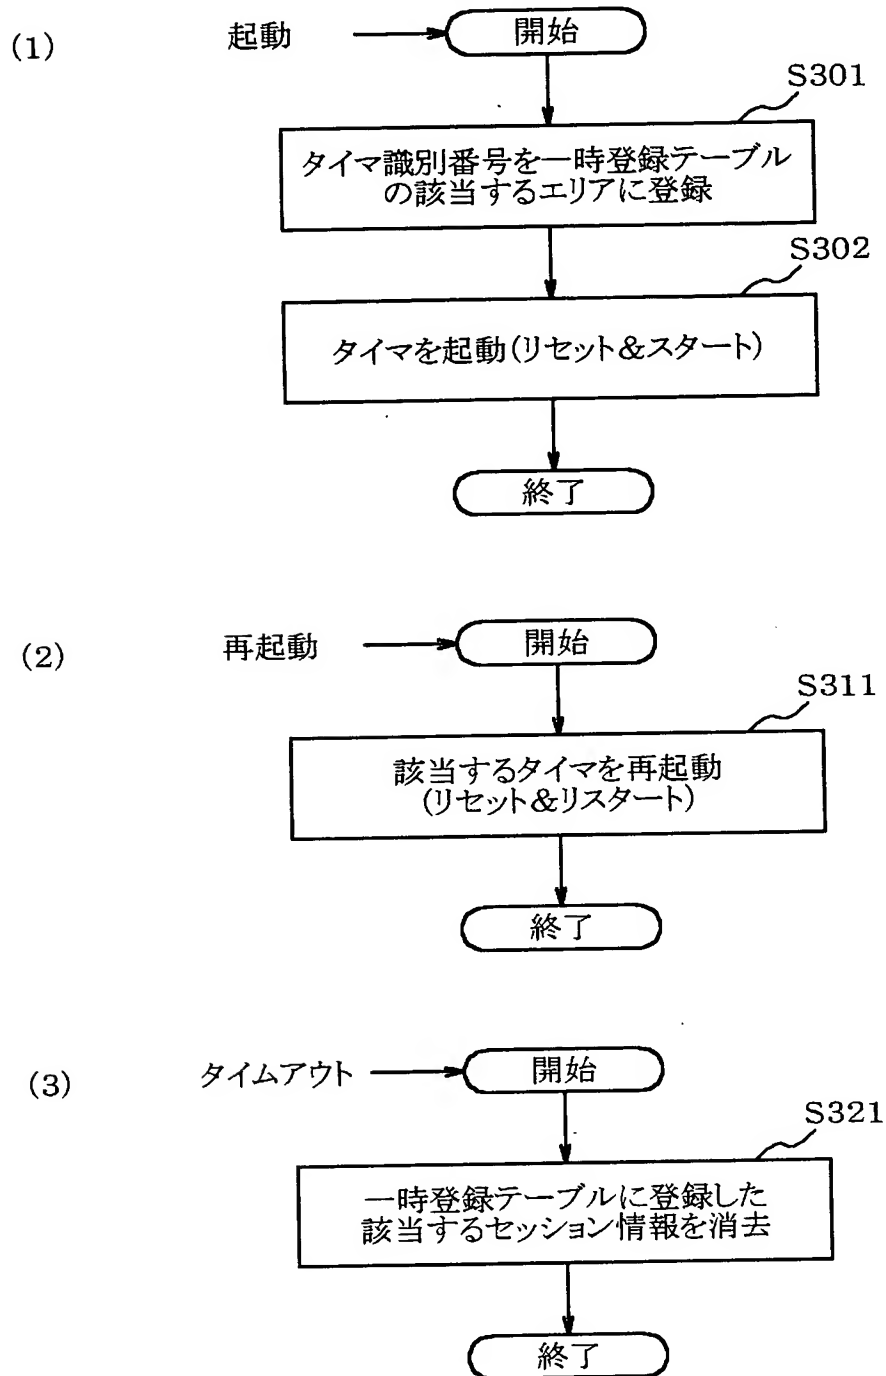 (1)
起動
開始
S301
タイマ識別番号を一時登録テーブル
の該当するエリアに登録
S302
タイマを起動(リセット&スタート)
終了
(2)
再起動
開始
S311
該当するタイマを再起動
(リセット&リスタート)
終了
(3)
タイムアウト
開始
S321
一時登録テーブルに登録した
該当するセッション情報を消去
終了